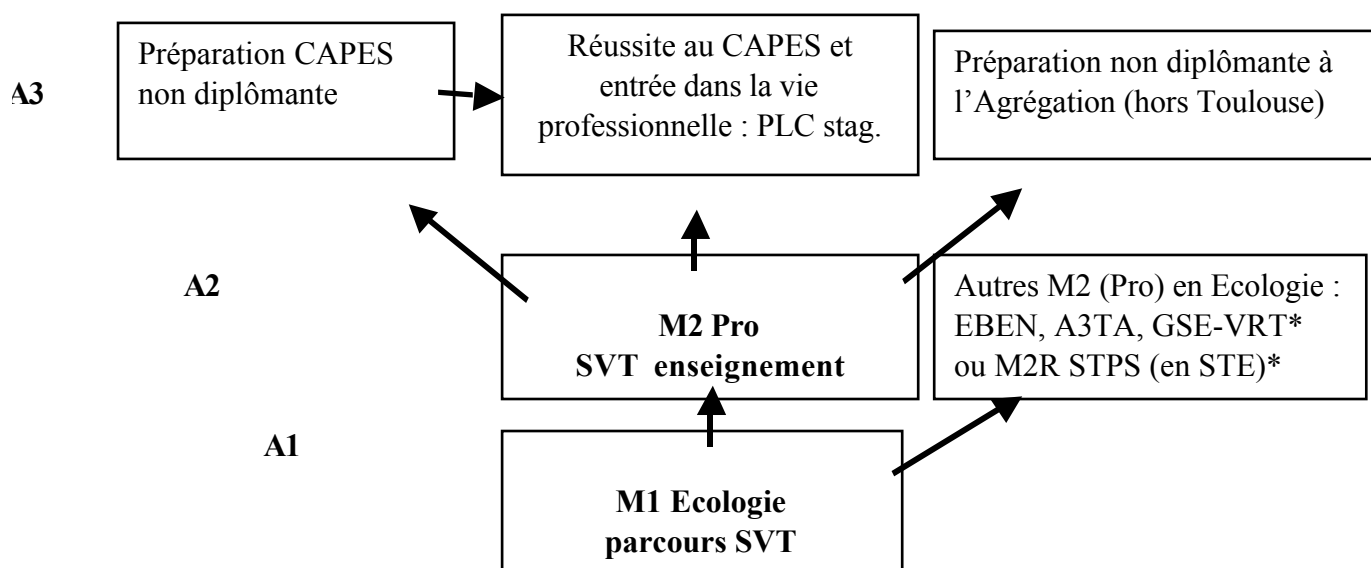 A3
Préparation CAPES
non diplômante
Réussite au CAPES et
entrée dans la vie
professionnelle : PLC stag.
Préparation non diplômante à
l’Agrégation (hors Toulouse)
A2
M2 Pro
SVT enseignement
Autres M2 (Pro) en Ecologie :
EBEN, A3TA, GSE-VRT*
ou M2R STPS (en STE)*
A1
M1 Ecologie
parcours SVT